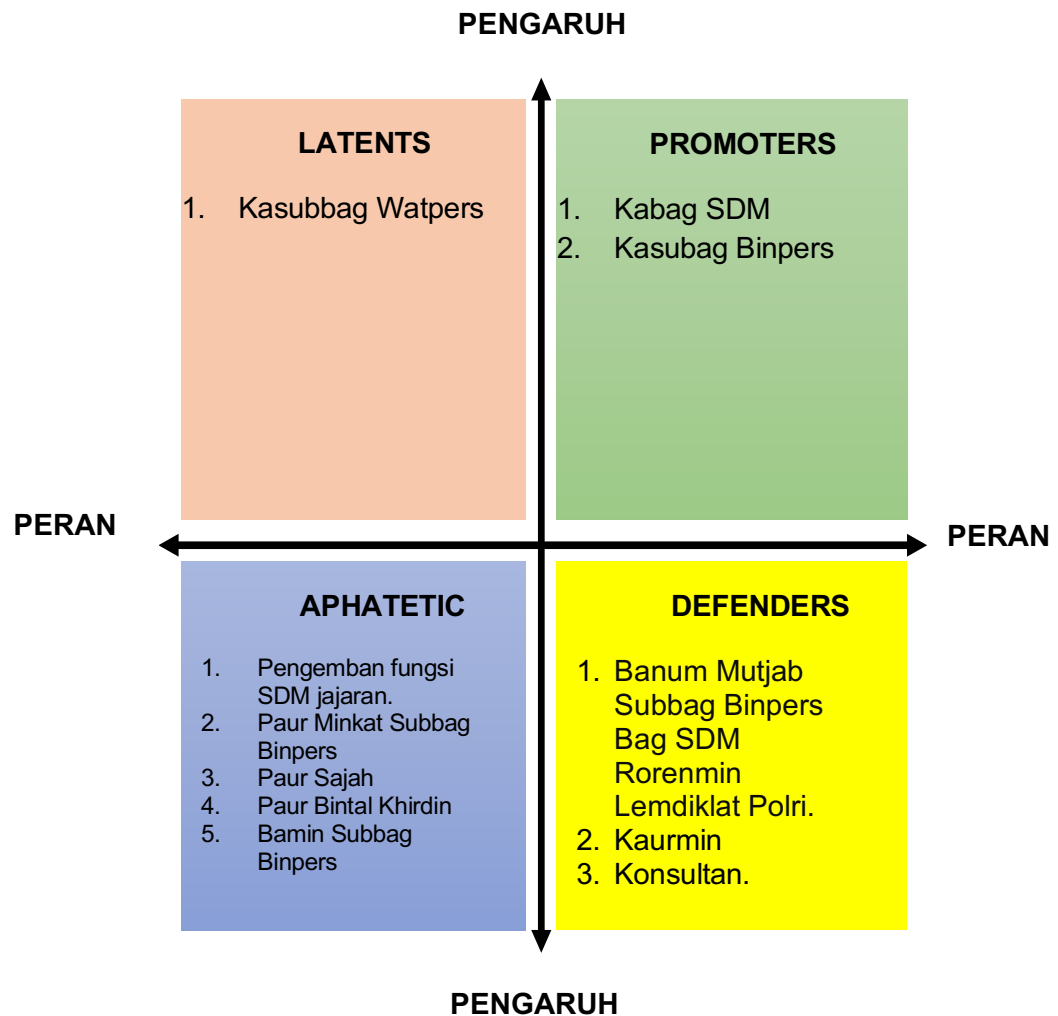 PENGARUH
LATENTS
1. Kasubbag Watpers
PROMOTERS
1. Kabag SDM
2. Kasubag Binpers
PERAN
PERAN
APHATETIC
1. Pengemban fungsi
SDM jajaran.
2. Paur Minkat Subbag
Binpers
3. Paur Sajah
4. Paur Bintal Khirdin
5. Bamin Subbag
Binpers
DEFENDERS
1. Banum Mutjab
Subbag Binpers
Bag SDM
Rorenmin
Lemdiklat Polri.
2. Kaurmin
3. Konsultan.
PENGARUH